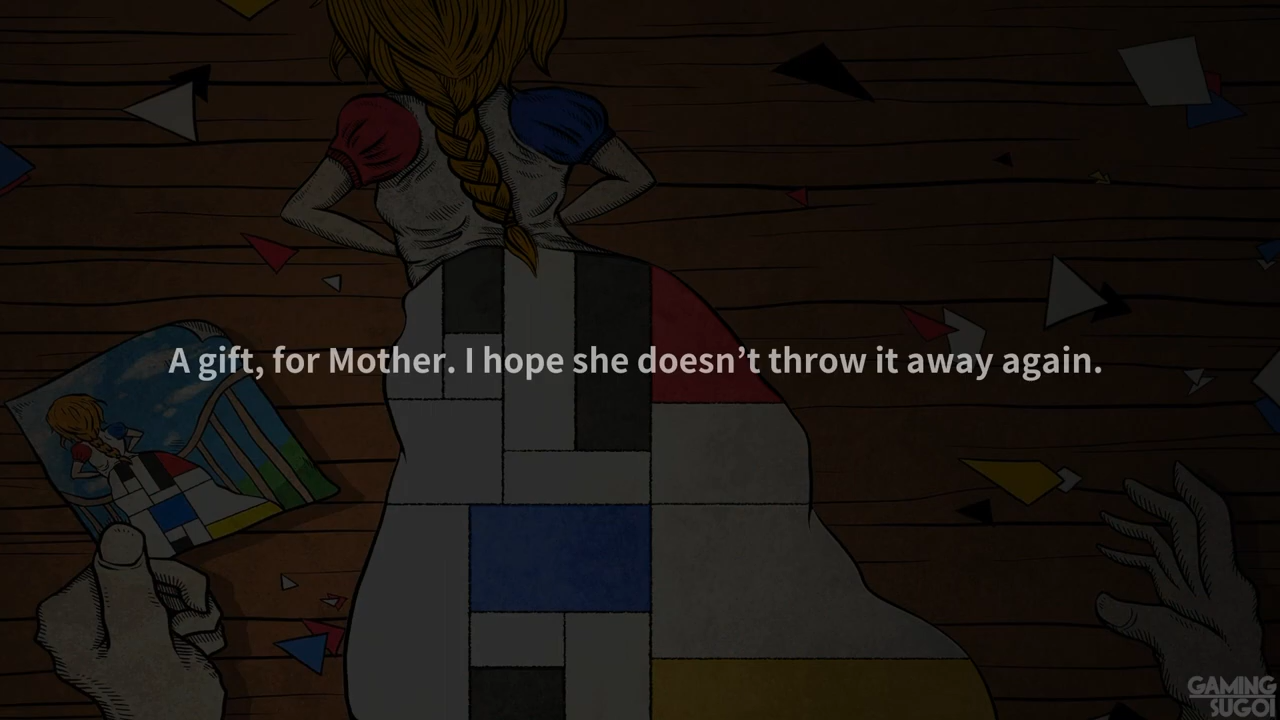 A gift, for Mother. I hope she doesn’t throw it away again.
GAMING
SUGOI